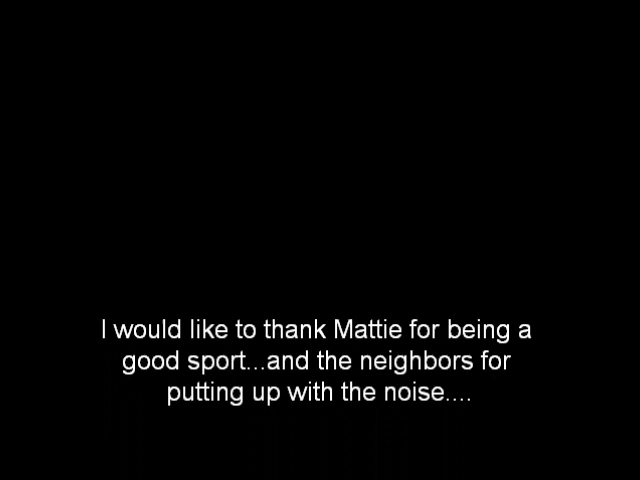 I would like to thank Mattie for being a
good sport...and the neighbors for
putting up with the noise....